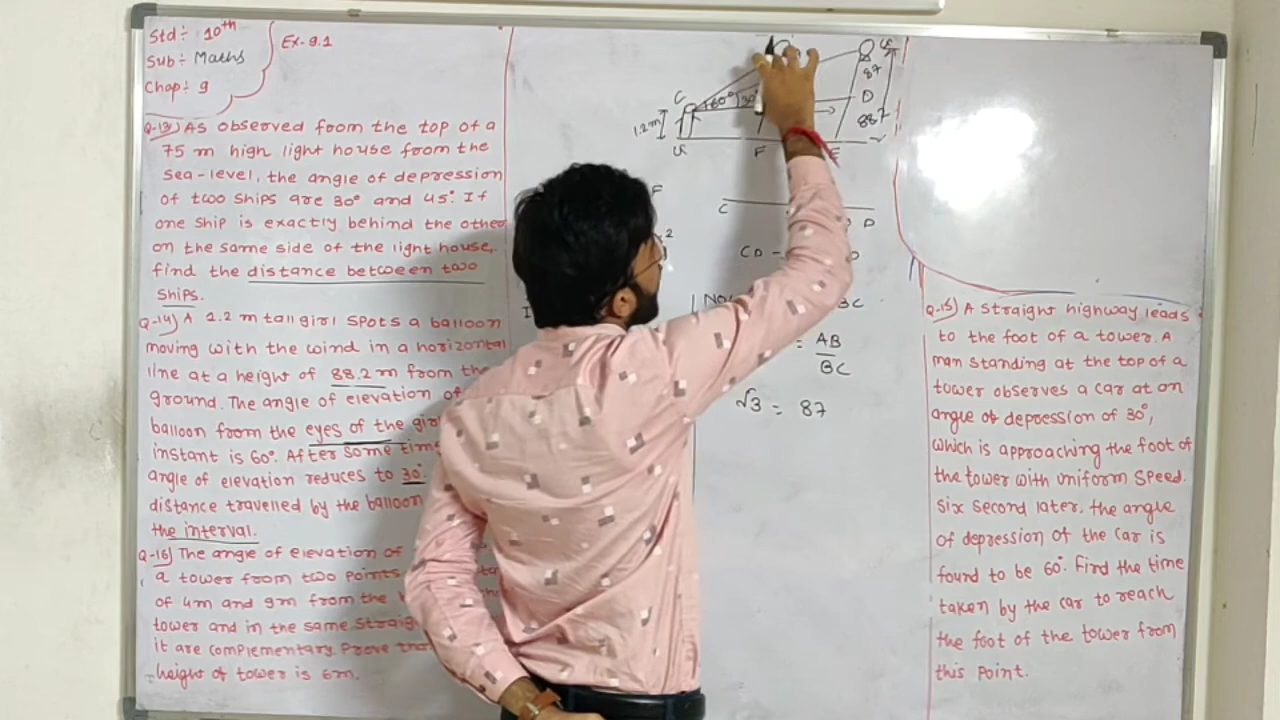 Std:- 10th
Sub:- Maths
Chap:- 9
Ex-9.1
Q-13) As observed from the top of a
75 m high light house from the
sea-level, the angle of depression
of two ships are 30° and 45°. If
one ship is exactly behind the other
on the same side of the light house,
find the distance between two
ships.
Q-14) A 1.2 m tall girl spots a balloon
moving with the wind in a horizontal
line at a height of 88.2 m from the
ground. The angle of elevation of
balloon from the eyes of the
instant is 60°. After some time
angle of elevation reduces to 30°.
distance travelled by the balloon
the interval.
Q-16) The angle of elevation of
a tower from two points
of 4m and 9m from the
tower and in the same
it are complementary. Prove
height of tower is 6m.
C
60°
30°
87
D
887
1.2m
G
F
E
F
C
D
2
CD -
D
BC
= AB
BC
√3 = 87
Q-15) A straight highway leads
to the foot of a tower. A
man standing at the top of a
tower observes a car at an
angle of depression of 30°,
which is approaching the foot of
the tower with uniform speed.
Six second later. the angle
of depression of the car is
found to be 60°. Find the time
taken by the car to reach
the foot of the tower from
this point.